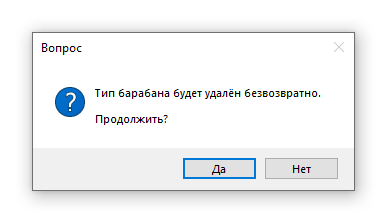 Вопрос
Тип барабана будет удалён безвозвратно.
Продолжить?
Да
Нет